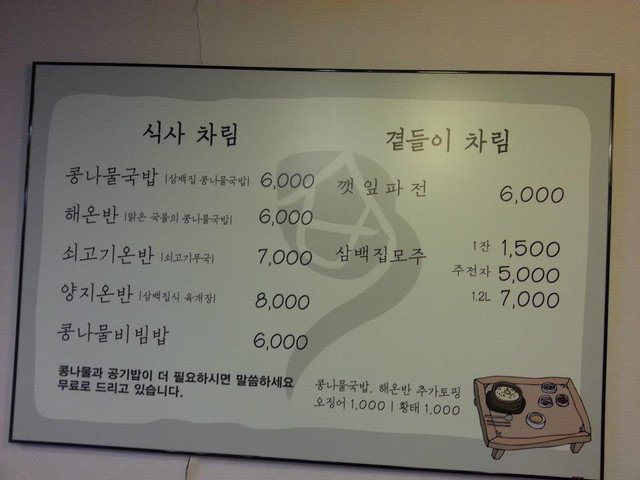 식사 차림
콩나물국밥 |삼백집 콩나물국밥| 6,000
해온반 |맑은 국물의 콩나물국밥| 6,000
쇠고기온반 |쇠고기무국| 7,000
양지온반 |삼백집식 육개장| 8,000
콩나물비빔밥 6,000
콩나물과 공기밥이 더 필요하시면 말씀하세요
무료로 드리고 있습니다.
곁들이 차림
깻잎파전 6,000
삼백집모주 1잔 1,500
주전자 5,000
1.2L 7,000
콩나물국밥, 해온반 추가토핑
오징어 1,000 | 황태 1,000